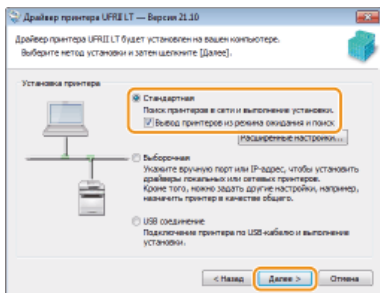 Драйвер принтера UFRII LT — Версия 21.10
Драйвер принтера UFRII LT будет установлен на вашем компьютере.
Выберите метод установки и затем щелкните [Далее].
Установка принтера
Стандартная
Поиск принтеров в сети и выполнение установки.
Вывод принтеров из режима ожидания и поиск
Расширенные настройки...
Выборочная
Укажите вручную порт или IP-адрес, чтобы установить
драйверы локальных или сетевых принтеров.
Кроме того, можно задать другие настройки, например,
назначить принтер в качестве общего.
USB соединение
Подключение принтера по USB-кабелю и выполнение
установки.
< Назад
Далее >
Отмена